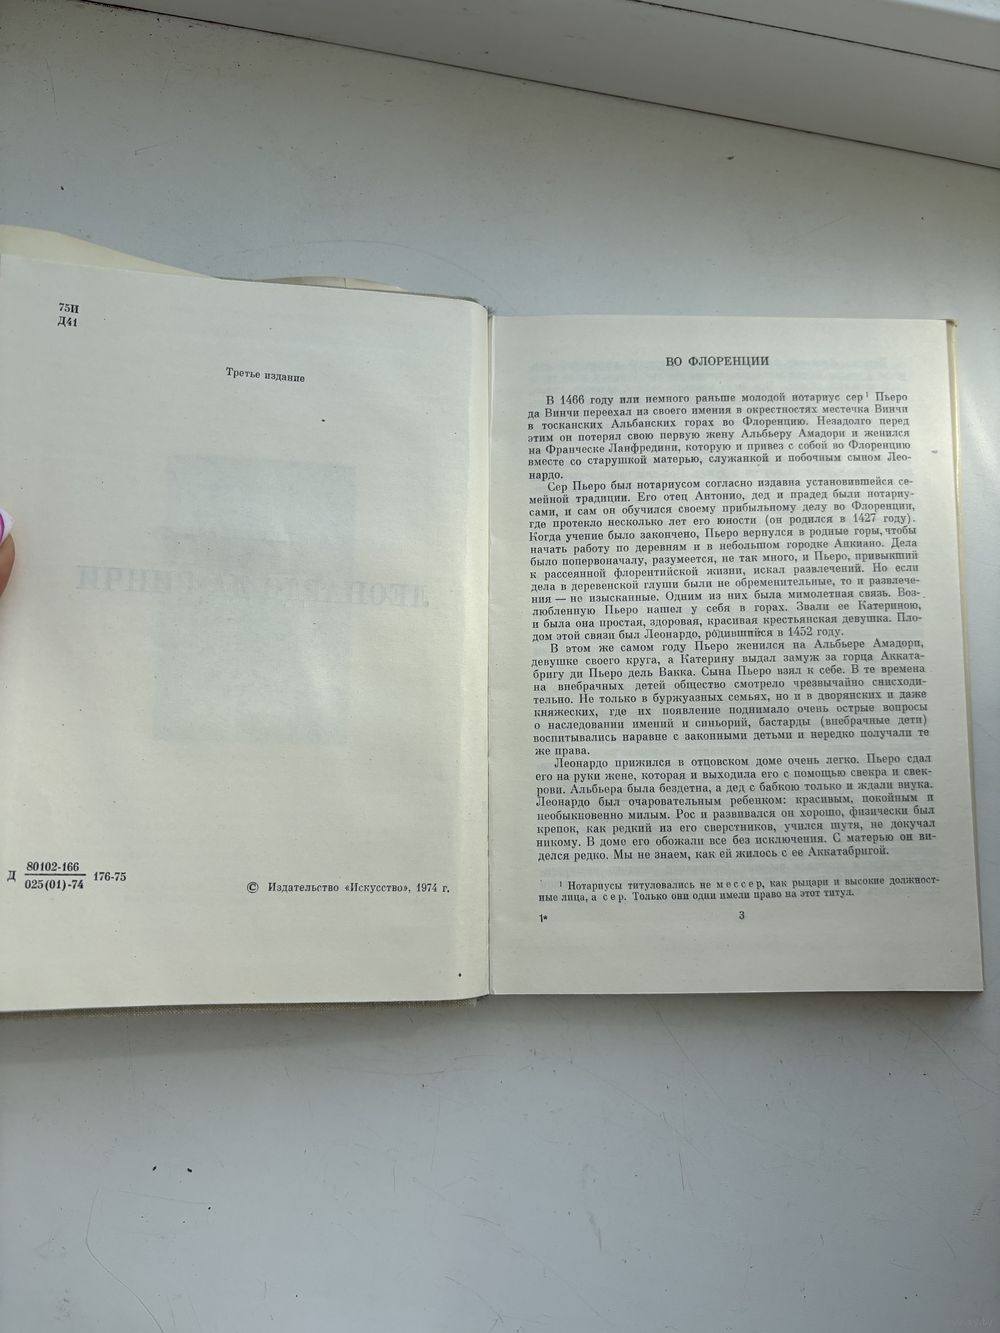 75И
Д41
Третье издание
Д 80102-166
025(01)-74 176-75
© Издательство «Искусство», 1974 г.
ВО ФЛОРЕНЦИИ
В 1466 году или немного раньше молодой нотариус сер¹ Пьеро
да Винчи переехал из своего имения в окрестностях местечка Винчи
в тосканских Альбанских горах во Флоренцию. Незадолго перед
этим он потерял свою первую жену Альбьеру Амадори и женился
на Франческе Ланфредини, которую и привез с собой во Флоренцию
вместе со старушкой матерью, служанкой и побочным сыном Лео-
нардо.
Сер Пьеро был нотариусом согласно издавна установившейся се-
мейной традиции. Его отец Антонио, дед и прадед были нотариу-
сами, и сам он обучился своему прибыльному делу во Флоренции,
где протекло несколько лет его юности (он родился в 1427 году).
Когда учение было закончено, Пьеро вернулся в родные горы, чтобы
начать работу по деревням и в небольшом городке Анкиано. Дела
было попервоначалу, разумеется, не так много, и Пьеро, привыкший
к рассеянной флорентийской жизни, искал развлечений. Но если
дела в деревенской глуши были не обременительные, то и развлече-
ния — не изысканные. Одним из них была мимолетная связь. Воз-
любленную Пьеро нашел у себя в горах. Звали ее Катериною,
и была она простая, здоровая, красивая крестьянская девушка. Пло-
дом этой связи был Леонардо, родившийся в 1452 году.
В этом же самом году Пьеро женился на Альбьере Амадори,
девушке своего круга, а Катерину выдал замуж за горца Акката-
бригу ди Пьеро дель Вакка. Сына Пьеро взял к себе. В те времена
на внебрачных детей общество смотрело чрезвычайно снисходи-
тельно. Не только в буржуазных семьях, но и в дворянских и даже
княжеских, где их появление поднимало очень острые вопросы
о наследовании имений и синьорий, бастарды (внебрачные дети)
воспитывались наравне с законными детьми и нередко получали те
же права.
Леонардо прижился в отцовском доме очень легко. Пьеро сдал
его на руки жене, которая и выходила его с помощью свекра и свек-
рови. Альбьера была бездетна, а дед с бабкою только и ждали внука.
Леонардо был очаровательным ребенком: красивым, покойным и
необыкновенно милым. Рос и развивался он хорошо, физически был
крепок, как редкий из его сверстников, учился шутя, не докучал
никому. В доме его обожали все без исключения. С матерью он ви-
делся редко. Мы не знаем, как ей жилось с ее Аккатабригой.
¹ Нотариусы титуловались не мессер, как рыцари и высокие должност-
ные лица, а сер. Только они одни имели право на этот титул.
1* 3